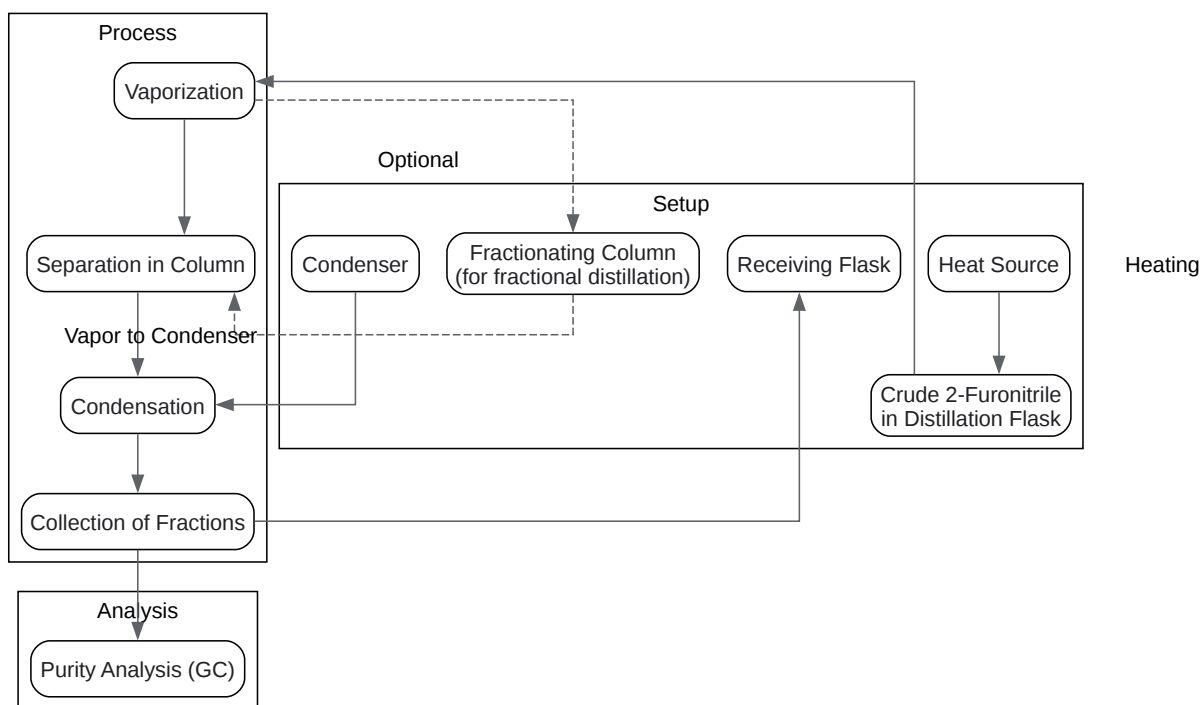 Process
Vaporization
Optional
Setup
Separation in Column
Condenser
Fractionating Column
(for fractional distillation)
Receiving Flask
Heat Source
Heating
Vapor to Condenser
Condensation
Crude 2-Furonitrile
in Distillation Flask
Collection of Fractions
Analysis
Purity Analysis (GC)